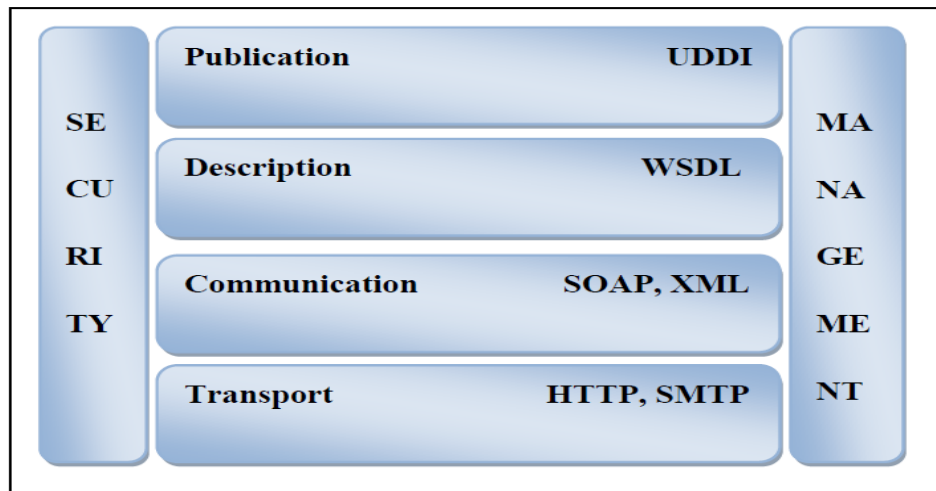 SE
CU
RI
TY
Publication UDDI
Description WSDL
Communication SOAP, XML
Transport HTTP, SMTP
MA
NA
GE
ME
NT